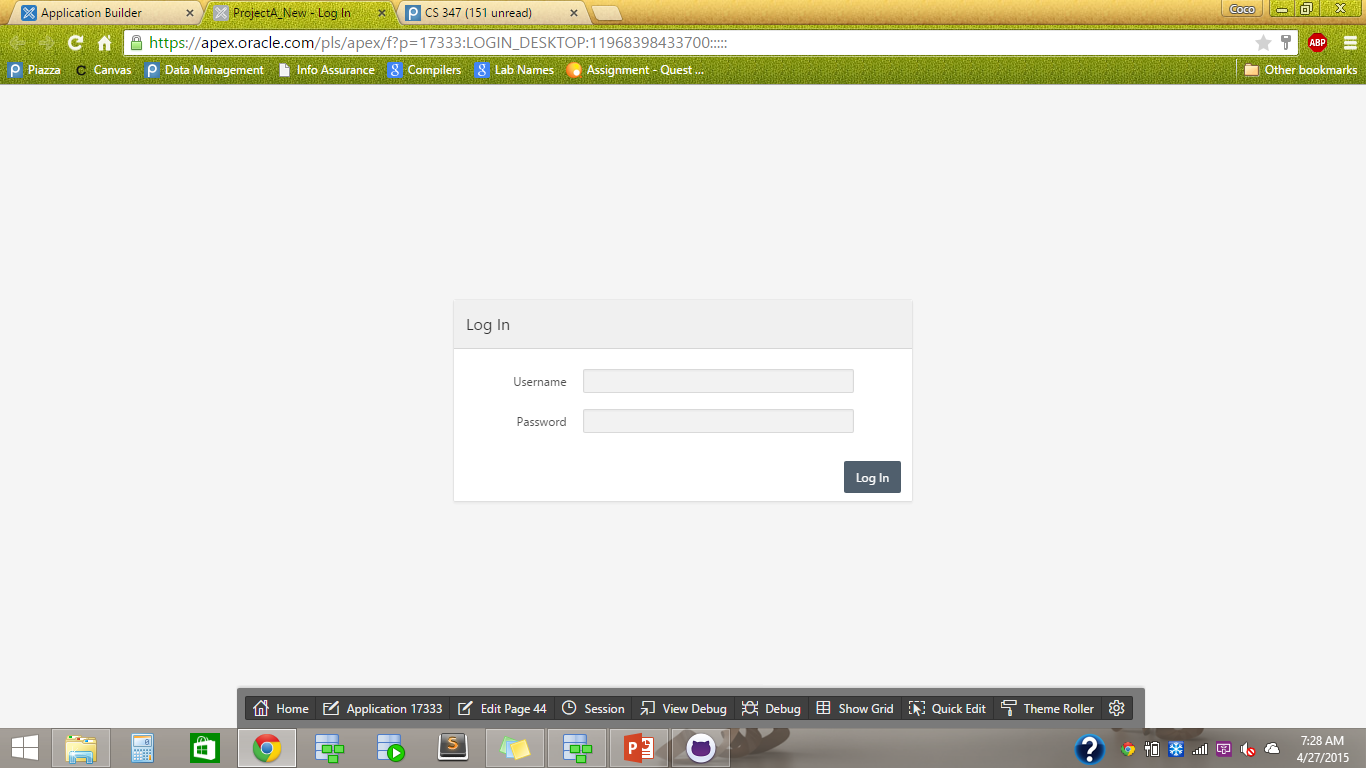 Application Builder
ProjectA_New - Log In
CS 347 (151 unread)
Coco
https://apex.oracle.com/pls/apex/f?p=17333:LOGIN_DESKTOP:11968398433700:::::
ABP
Piazza
Canvas
Data Management
Info Assurance
Compilers
Lab Names
Assignment - Quest ...
Other bookmarks
Log In
Username
Password
Log In
Home
Application 17333
Edit Page 44
Session
View Debug
Debug
Show Grid
Quick Edit
Theme Roller
7:28 AM
4/27/2015